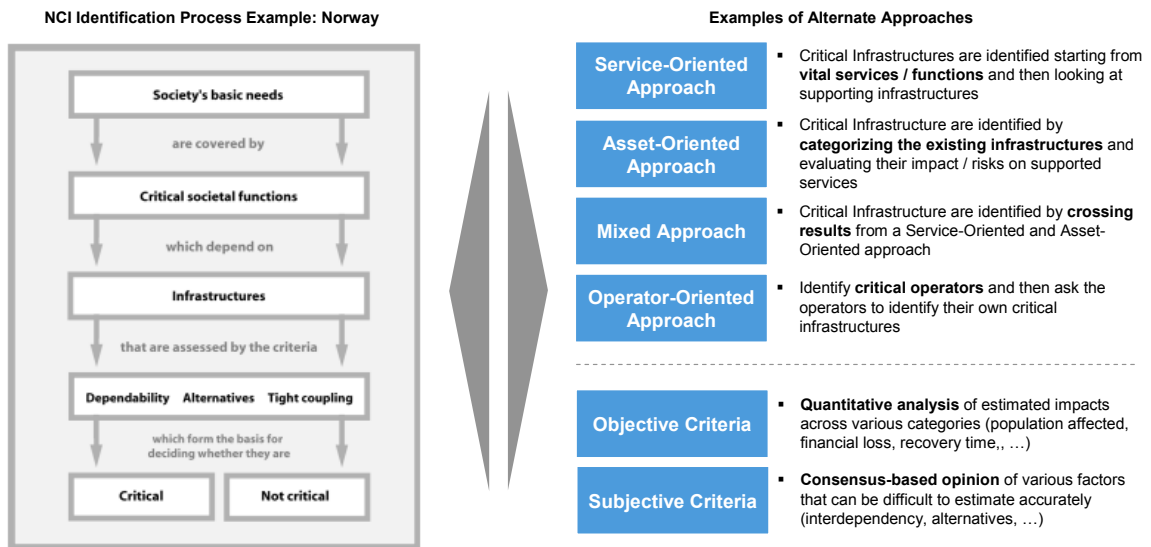 NCI Identification Process Example: Norway
Society's basic needs
are covered by
Critical societal functions
which depend on
Infrastructures
that are assessed by the criteria
Dependability Alternatives Tight coupling
which form the basis for
deciding whether they are
Critical
Not critical
Examples of Alternate Approaches
Service-Oriented
Approach
▪ Critical Infrastructures are identified starting from
vital services / functions and then looking at
supporting infrastructures
Asset-Oriented
Approach
▪ Critical Infrastructure are identified by
categorizing the existing infrastructures and
evaluating their impact / risks on supported
services
Mixed Approach
▪ Critical Infrastructure are identified by crossing
results from a Service-Oriented and Asset-
Oriented approach
Operator-Oriented
Approach
▪ Identify critical operators and then ask the
operators to identify their own critical
infrastructures
Objective Criteria
▪ Quantitative analysis of estimated impacts
across various categories (population affected,
financial loss, recovery time,, …)
Subjective Criteria
▪ Consensus-based opinion of various factors
that can be difficult to estimate accurately
(interdependency, alternatives, …)